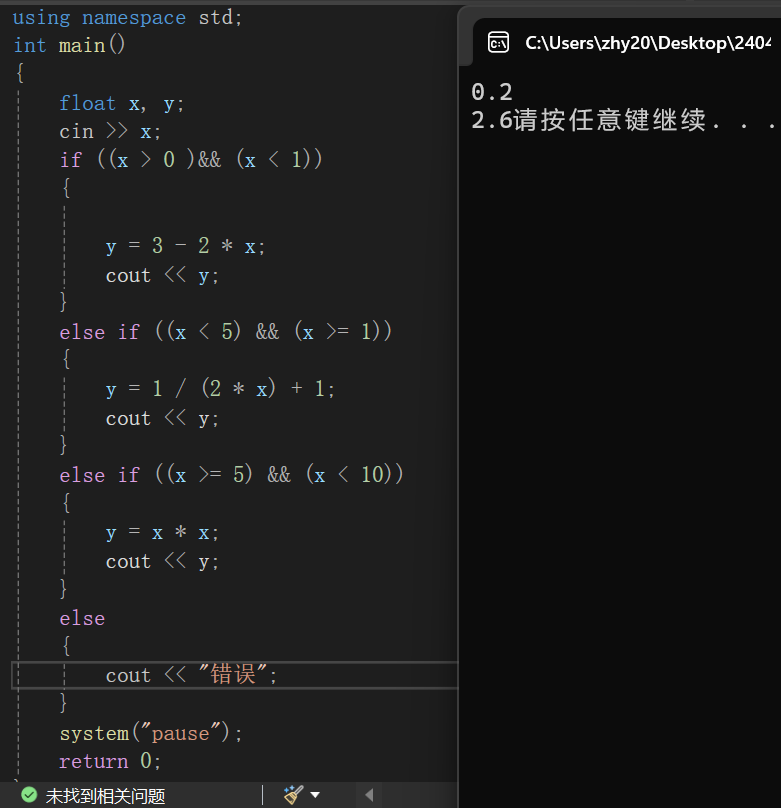 using namespace std;
int main()
{
float x, y;
cin >> x;
if ((x > 0 )&& (x < 1))
{
y = 3 - 2 * x;
cout << y;
}
else if ((x < 5) && (x >= 1))
{
y = 1 / (2 * x) + 1;
cout << y;
}
else if ((x >= 5) && (x < 10))
{
y = x * x;
cout << y;
}
else
{
cout << "错误";
}
system("pause");
return 0;
未找到相关问题
C:\Users\zhy20\Desktop\2404
0.2
2.6请按任意键继续. . .